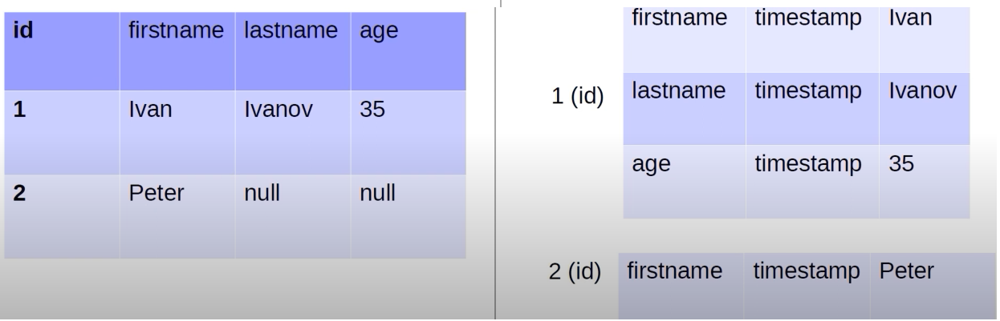 id firstname lastname age
1 Ivan Ivanov 35
2 Peter null null
firstname timestamp Ivan
1 (id) lastname timestamp Ivanov
age timestamp 35
2 (id) firstname timestamp Peter